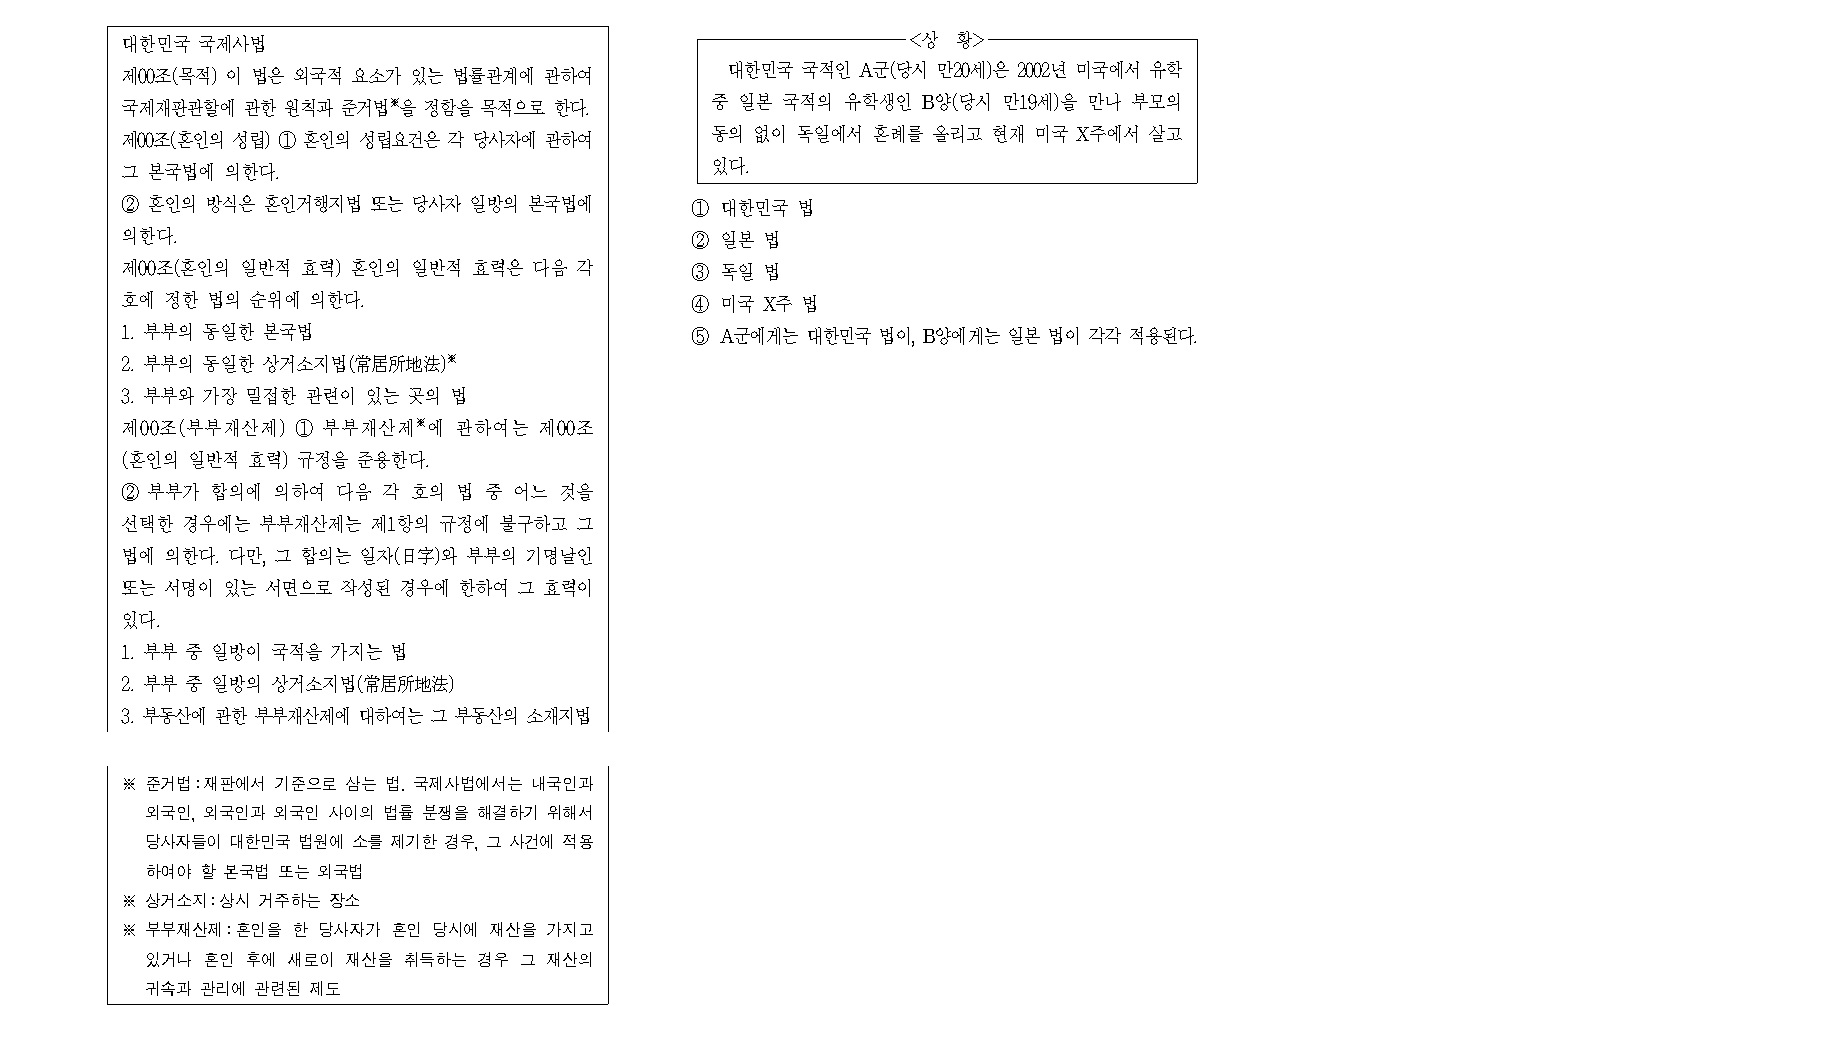 대한민국 국제사법
제00조(목적) 이 법은 외국적 요소가 있는 법률관계에 관하여
국제재판관할에 관한 원칙과 준거법※을 정함을 목적으로 한다.
제00조(혼인의 성립) ① 혼인의 성립요건은 각 당사자에 관하여
그 본국법에 의한다.
② 혼인의 방식은 혼인거행지법 또는 당사자 일방의 본국법에
의한다.
제00조(혼인의 일반적 효력) 혼인의 일반적 효력은 다음 각
호에 정한 법의 순위에 의한다.
1. 부부의 동일한 본국법
2. 부부의 동일한 상거소지법(常居所地法)※
3. 부부와 가장 밀접한 관련이 있는 곳의 법
제00조(부부재산제) ① 부부재산제※에 관하여는 제00조
(혼인의 일반적 효력) 규정을 준용한다.
② 부부가 합의에 의하여 다음 각 호의 법 중 어느 것을
선택한 경우에는 부부재산제는 제1항의 규정에 불구하고 그
법에 의한다. 다만, 그 합의는 일자(日字)와 부부의 기명날인
또는 서명이 있는 서면으로 작성된 경우에 한하여 그 효력이
있다.
1. 부부 중 일방이 국적을 가지는 법
2. 부부 중 일방의 상거소지법(常居所地法)
3. 부동산에 관한 부부재산제에 대하여는 그 부동산의 소재지법
※ 준거법:재판에서 기준으로 삼는 법. 국제사법에서는 내국인과
외국인, 외국인과 외국인 사이의 법률 분쟁을 해결하기 위해서
당사자들이 대한민국 법원에 소를 제기한 경우, 그 사건에 적용
하여야 할 본국법 또는 외국법
※ 상거소지:상시 거주하는 장소
※ 부부재산제:혼인을 한 당사자가 혼인 당시에 재산을 가지고
있거나 혼인 후에 새로이 재산을 취득하는 경우 그 재산의
귀속과 관리에 관련된 제도
<상 황>
대한민국 국적인 A군(당시 만20세)은 2002년 미국에서 유학
중 일본 국적의 유학생인 B양(당시 만19세)을 만나 부모의
동의 없이 독일에서 혼례를 올리고 현재 미국 X주에서 살고
있다.
① 대한민국 법
② 일본 법
③ 독일 법
④ 미국 X주 법
⑤ A군에게는 대한민국 법이, B양에게는 일본 법이 각각 적용된다.